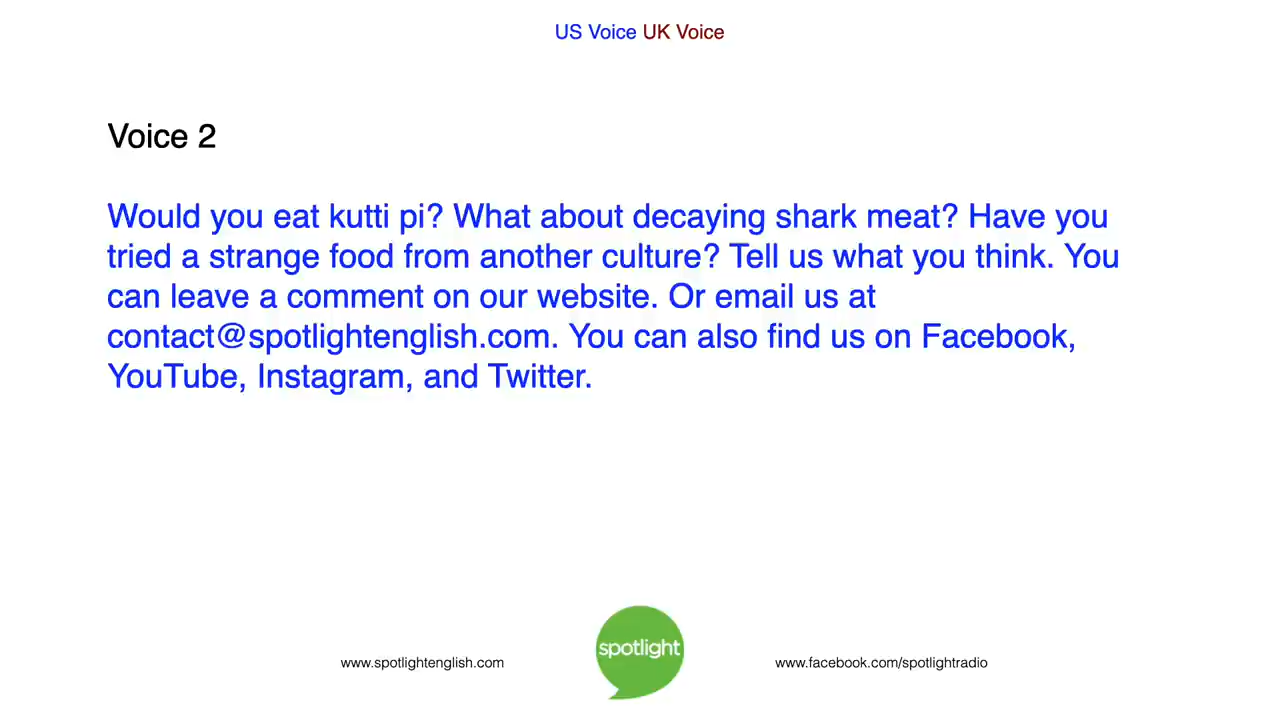 US Voice UK Voice
Voice 2
Would you eat kutti pi? What about decaying shark meat? Have you
tried a strange food from another culture? Tell us what you think. You
can leave a comment on our website. Or email us at
contact@spotlightenglish.com. You can also find us on Facebook,
YouTube, Instagram, and Twitter.
www.spotlightenglish.com
spotlight
www.facebook.com/spotlightradio